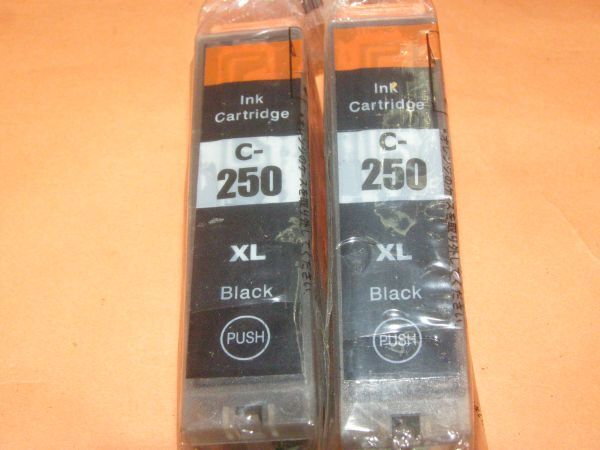 Ink
Cartridge
C-
250
XL
Black
PUSH
Ink
Cartridge
C-
250
XL
Black
PUSH